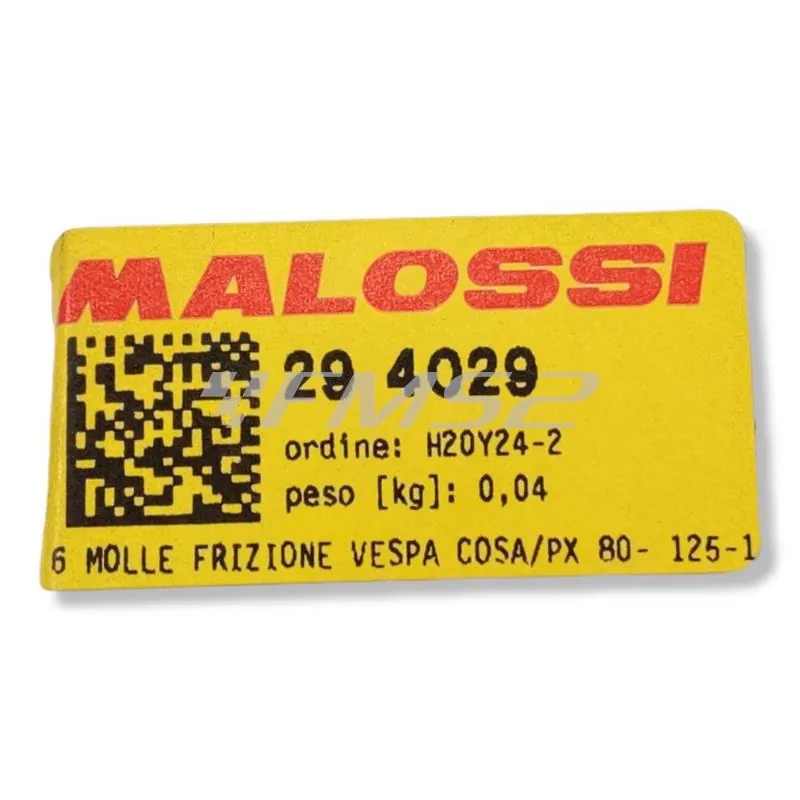 MALOSSI
29 4029
4FMS2
ordine: H20Y24-2
peso [kg]: 0,04
6 MOLLE FRIZIONE VESPA COSA/PX 80- 125-1